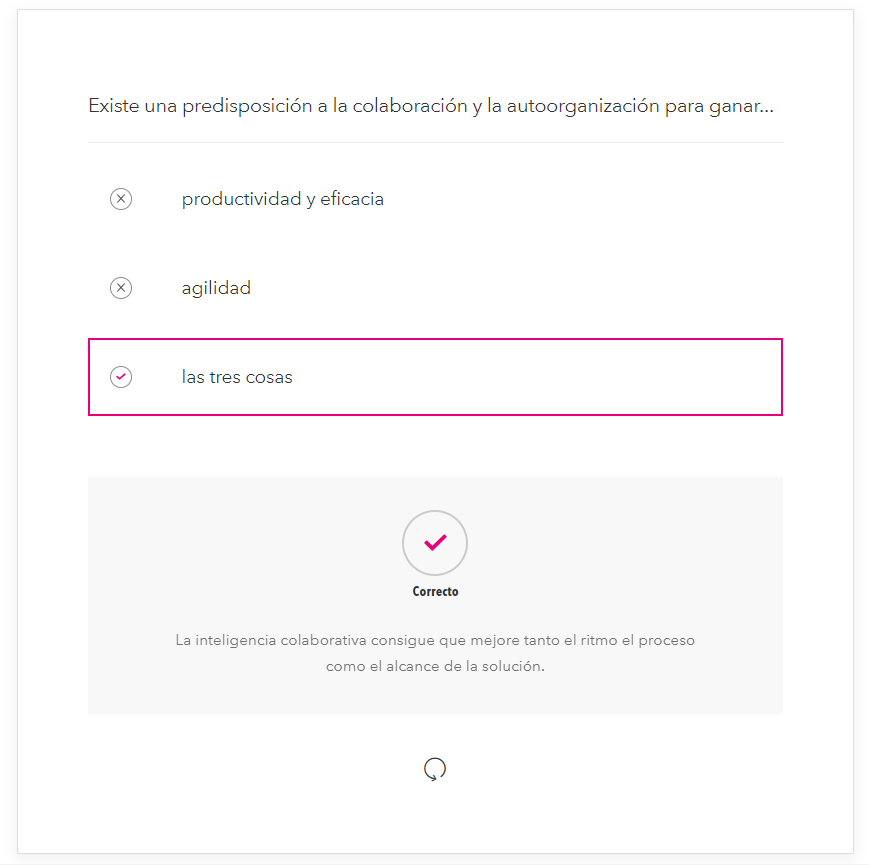 Existe una predisposición a la colaboración y la autoorganización para ganar...
productividad y eficacia
agilidad
las tres cosas
Correcto
La inteligencia colaborativa consigue que mejore tanto el ritmo el proceso
como el alcance de la solución.